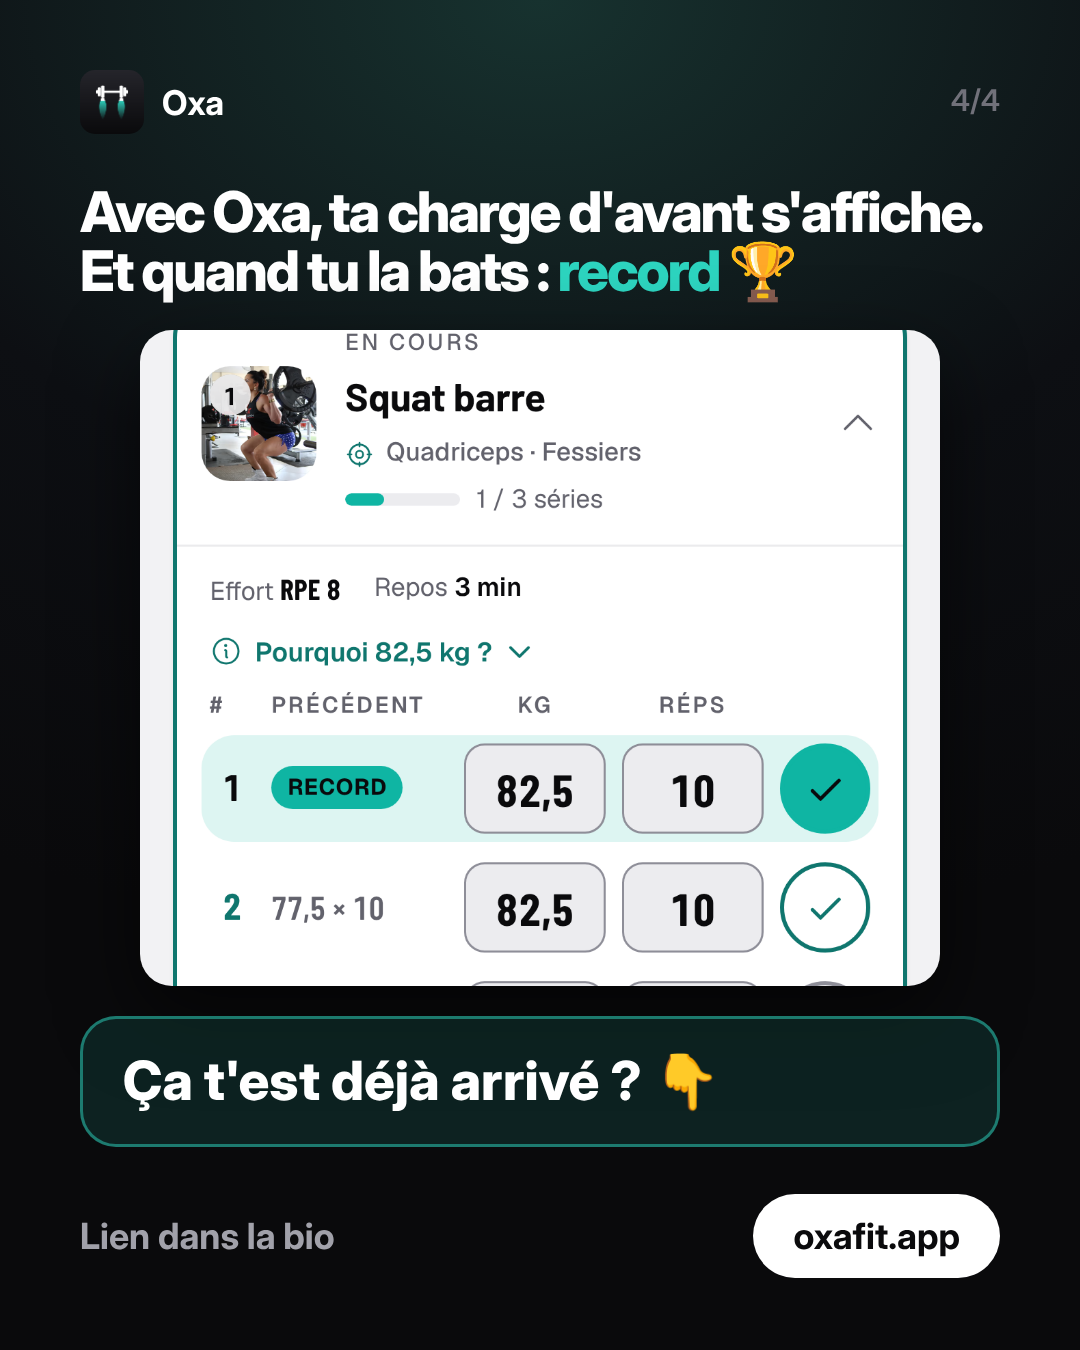 Oxa
4/4
Avec Oxa, ta charge d'avant s'affiche.
Et quand tu la bats : record 🏆
EN COURS
1
Squat barre
Quadriceps · Fessiers
1 / 3 séries
Effort RPE 8 Repos 3 min
Pourquoi 82,5 kg ?
# PRÉCÉDENT KG RÉPS
1 RECORD 82,5 10
2 77,5 × 10 82,5 10
Ça t'est déjà arrivé ? 👇
Lien dans la bio
oxafit.app